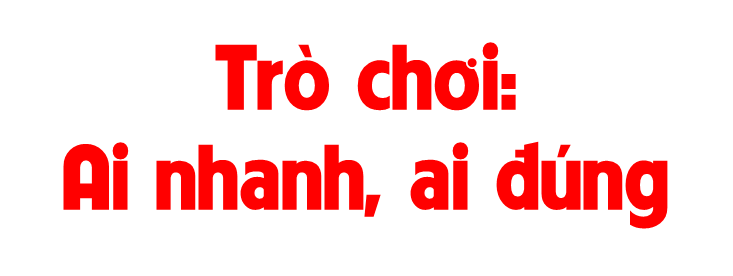 Trò chơi:
Ai nhanh, ai đúng